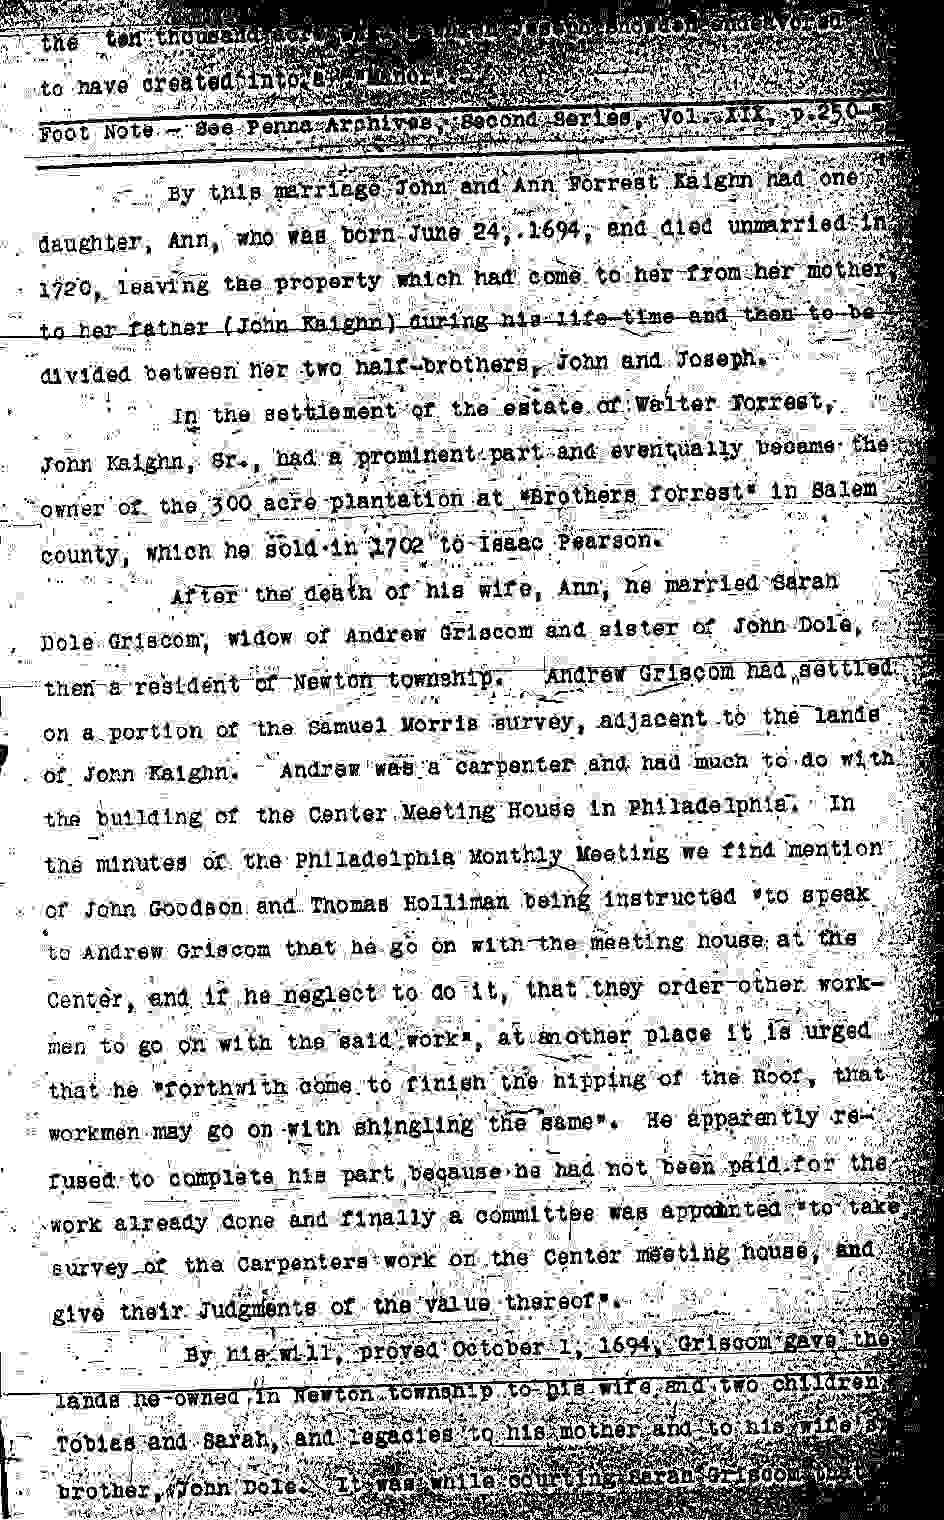 the ten thousand acres which Joseph Snowden endeavored
to have created into a "Manor".-
Foot Note - See Penna Archives, Second Series, Vol. XIX, p.250-
By this marriage John and Ann Forrest Kaighn had one
daughter, Ann, who was born June 24, 1694, and died unmarried in
1720, leaving the property which had come to her from her mother,
to her father (John Kaighn) during his life-time and then to be
divided between her two half-brothers, John and Joseph.
In the settlement of the estate of Walter Forrest,
John Kaighn, Sr., had a prominent part and eventually became the
owner of the 300 acre plantation at "Brothers forrest" in Salem
county, which he sold in 1702 to Isaac Pearson.
After the death of his wife, Ann, he married Sarah
Dole Griscom, widow of Andrew Griscom and sister of John Dole,
then a resident of Newton township. Andrew Griscom had settled
on a portion of the Samuel Morris survey, adjacent to the lands
of John Kaighn. Andrew was a carpenter and had much to do with
the building of the Center Meeting House in Philadelphia. In
the minutes of the Philadelphia Monthly Meeting we find mention
of John Goodson and Thomas Holliman being instructed "to speak
to Andrew Griscom that he go on with the meeting house at the
Center, and if he neglect to do it, that they order other work-
men to go on with the said work", at another place it is urged
that he "forthwith come to finish the hipping of the Roof, that
workmen may go on with shingling the same". He apparently re-
fused to complete his part because he had not been paid for the
work already done and finally a committee was appointed "to take
survey of the Carpenters work on the Center meeting house, and
give their Judgments of the value thereof".
By his will, proved October 1, 1694, Griscom gave the
lands he owned in Newton township to his wife and two children
Tobias and Sarah, and legacies to his mother and to his wife's
brother, John Dole. It was while courting Sarah Griscom that